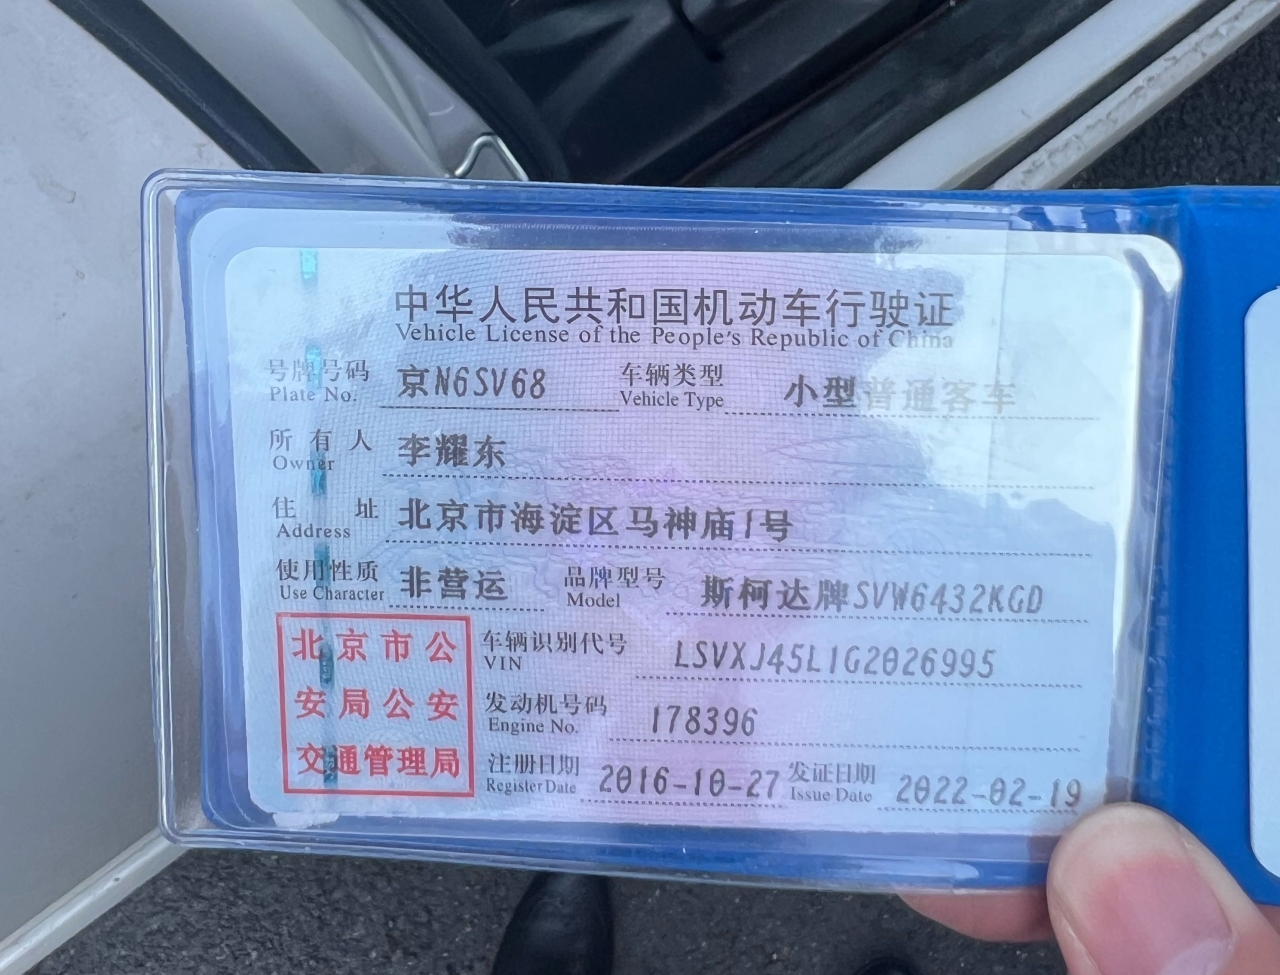 中华人民共和国机动车行驶证
Vehicle License of the People's Republic of China
号牌号码 京N6SV68 车辆类型 小型普通客车
Plate No. Vehicle Type
所有人 李耀东
Owner
住址 北京市海淀区马神庙1号
Address
使用性质 非营运 品牌型号 斯柯达牌SVW6432KGD
Use Character Model
北京市公
安局公安
交通管理局
车辆识别代号 LSVXJ45L1G2026995
VIN
发动机号码 178396
Engine No.
注册日期 2016-10-27 发证日期 2022-02-19
Register Date Issue Date